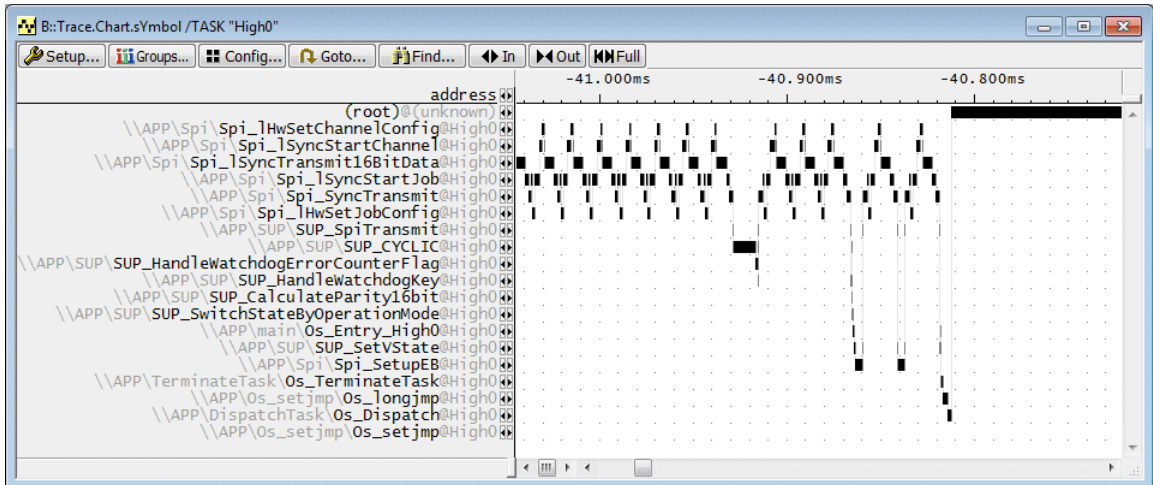 B::Trace.Chart.sYmbol /TASK "High0"
Setup... Groups... Config... Goto... Find... In Out Full
-41.000ms -40.900ms -40.800ms
address
(root)@(unknown)
\\APP\Spi\Spi_lHwSetChannelConfig@High0
\\APP\Spi\Spi_lSyncStartChannel@High0
\\APP\Spi\Spi_lSyncTransmit16BitData@High0
\\APP\Spi\Spi_lSyncStartJob@High0
\\APP\Spi\Spi_SyncTransmit@High0
\\APP\Spi\Spi_lHwSetJobConfig@High0
\\APP\SUP\SUP_SpiTransmit@High0
\\APP\SUP\SUP_CYCLIC@High0
\\APP\SUP\SUP_HandleWatchdogErrorCounterFlag@High0
\\APP\SUP\SUP_HandleWatchdogKey@High0
\\APP\SUP\SUP_CalculateParity16bit@High0
\\APP\SUP\SUP_SwitchStateByOperationMode@High0
\\APP\main\Os_Entry_High0@High0
\\APP\SUP\SUP_SetVState@High0
\\APP\Spi\Spi_SetupEB@High0
\\APP\TerminateTask\Os_TerminateTask@High0
\\APP\Os_setjmp\Os_longjmp@High0
\\APP\DispatchTask\Os_Dispatch@High0
\\APP\Os_setjmp\Os_setjmp@High0